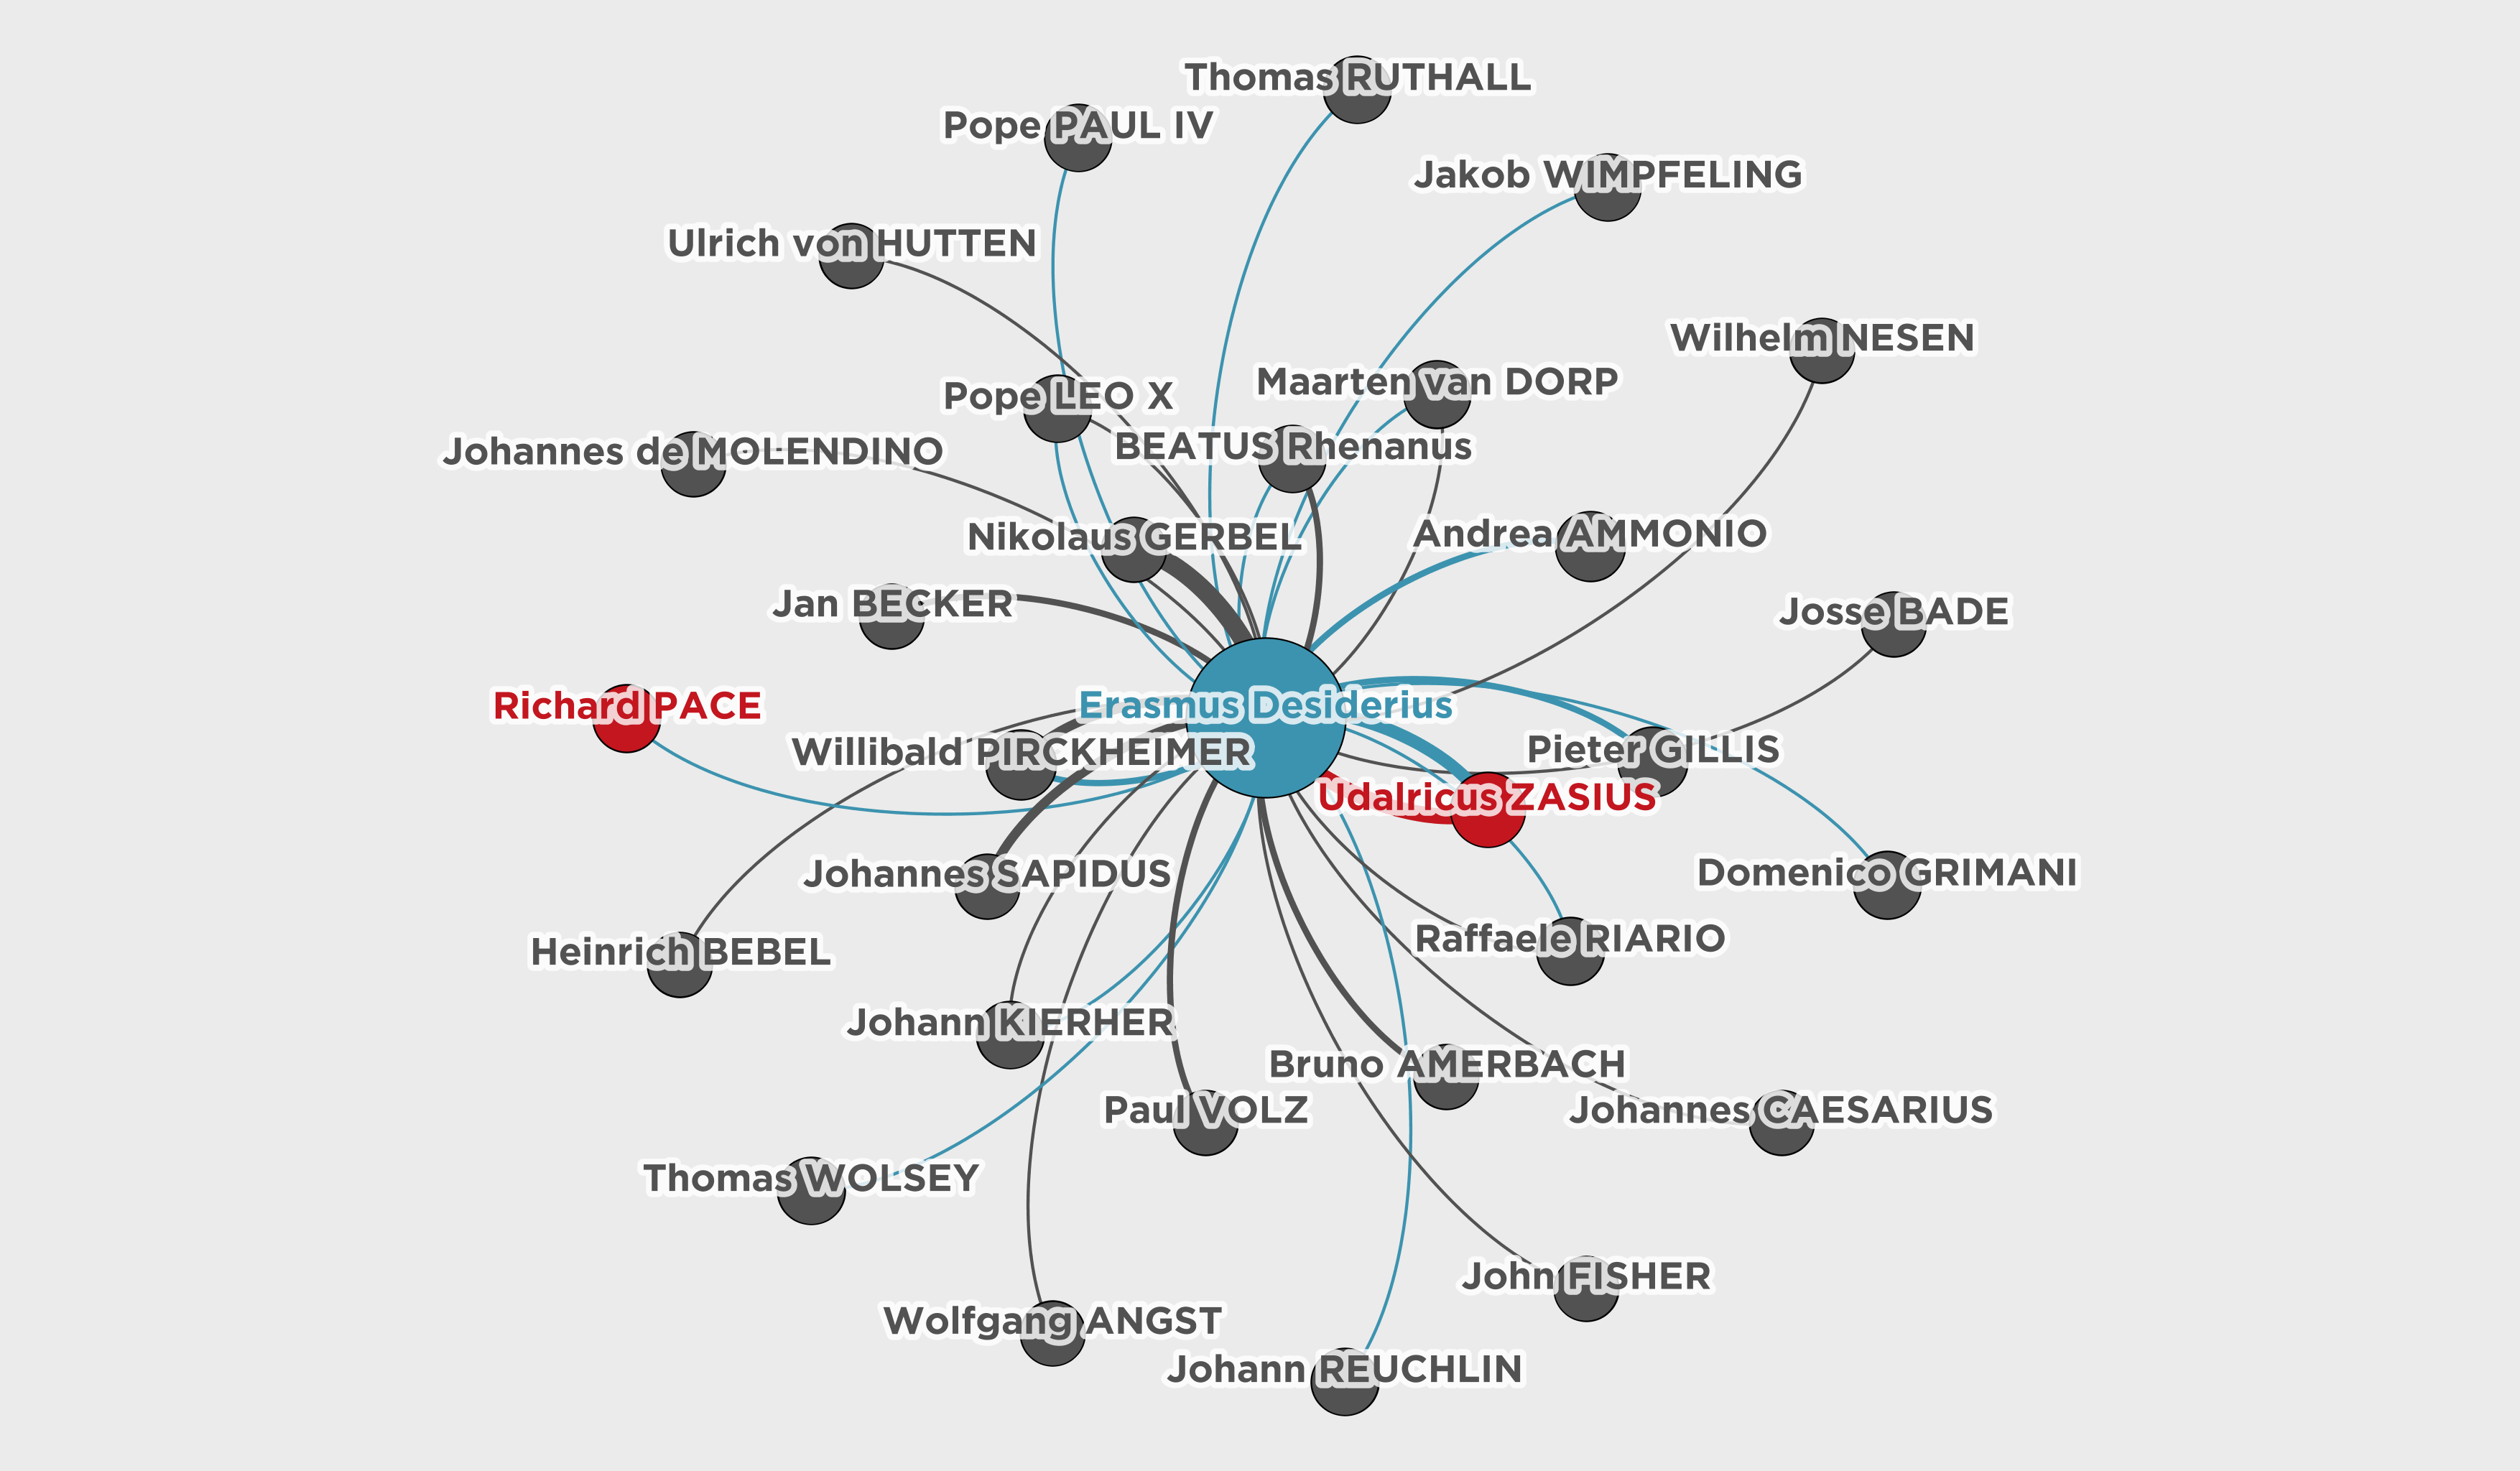 Thomas RUTHALL
Pope PAUL IV
Jakob WIMPFELING
Ulrich von HUTTEN
Wilhelm NESEN
Maarten van DORP
Pope LEO X
BEATUS Rhenanus
Johannes de MOLENDINO
Andrea AMMONIO
Nikolaus GERBEL
Jan BECKER
Josse BADE
Richard PACE
Erasmus Desiderius
Willibald PIRCKHEIMER
Pieter GILLIS
Udalricus ZASIUS
Johannes SAPIDUS
Domenico GRIMANI
Raffaele RIARIO
Heinrich BEBEL
Johann KIERHER
Bruno AMERBACH
Paul VOLZ
Johannes CAESARIUS
Thomas WOLSEY
John FISHER
Wolfgang ANGST
Johann REUCHLIN